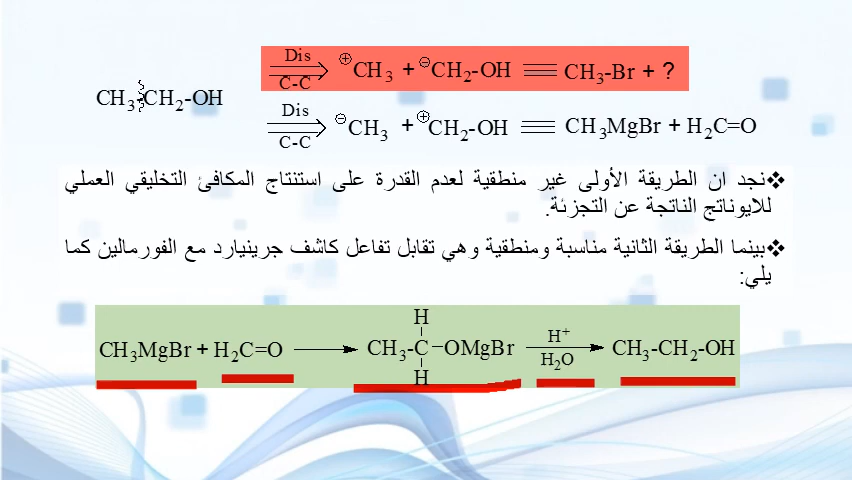 Dis
⊕CH3 + ⊖CH2-OH ≡ CH3-Br + ?
C-C
CH3-CH2-OH
Dis
⊖CH3 + ⊕CH2-OH ≡ CH3MgBr + H2C=O
C-C
❖نجد ان الطريقة الأولى غير منطقية لعدم القدرة على استنتاج المكافئ التخليقي العملي
للايوناتج الناتجة عن التجزئة.
❖بينما الطريقة الثانية مناسبة ومنطقية وهي تقابل تفاعل كاشف جرينيارد مع الفورمالين كما
يلي:
H
CH3MgBr + H2C=O → CH3-C-OMgBr H+ → CH3-CH2-OH
H2O
H